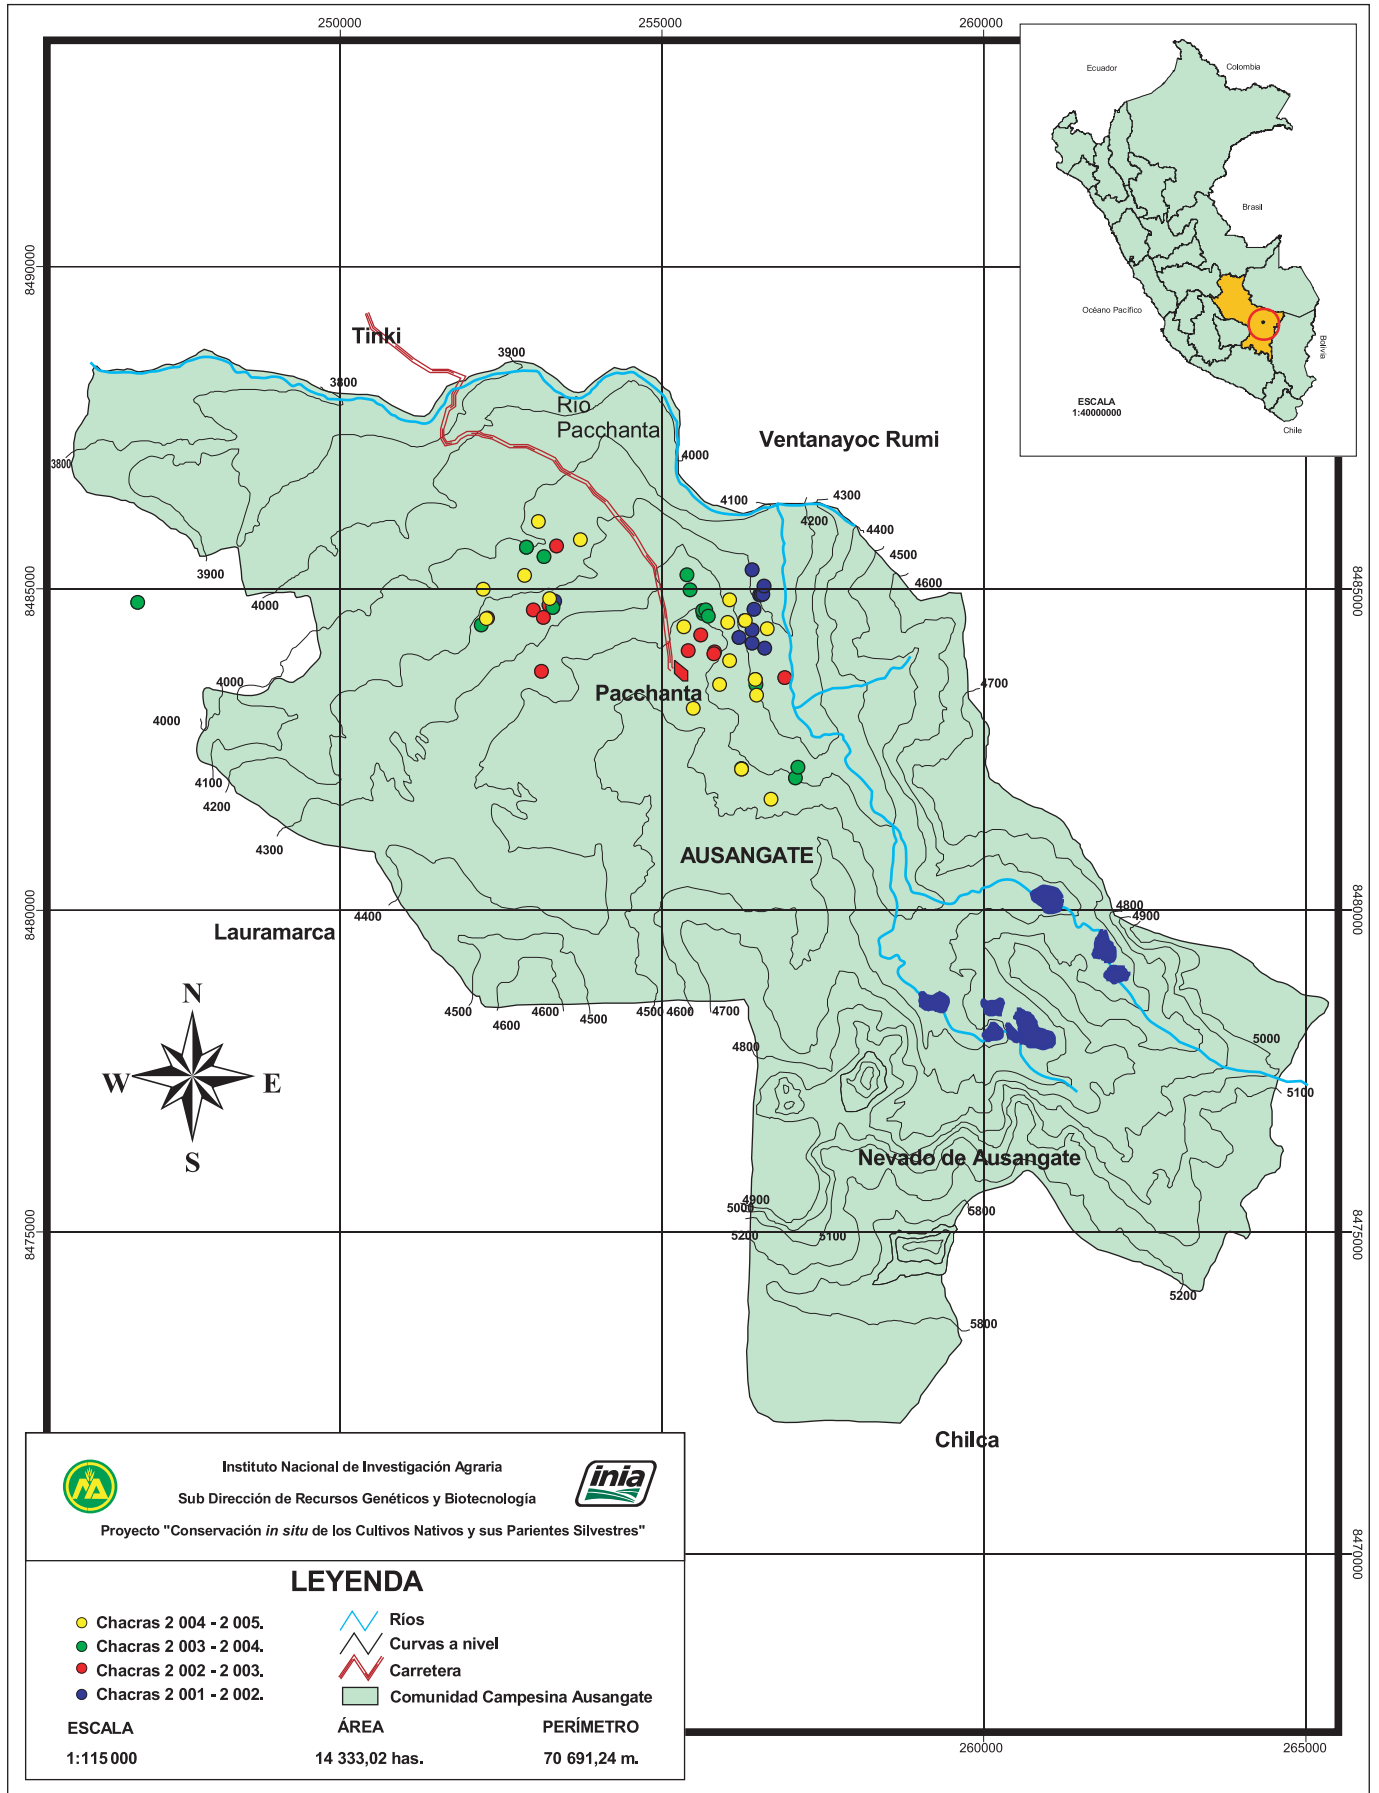 250000
255000
260000
Ecuador
Colombia
Brasil
Océano Pacífico
Bolivia
ESCALA
1:40000000
Chile
8490000
Tinki
3900
3800
Río
Pacchanta
Ventanayoc Rumi
3800
4000
4100
4300
4200
4400
4500
3900
4600
8485000
8485000
4000
4000
4700
4000
Pacchanta
4100
4200
4300
AUSANGATE
4400
4800
4900
8480000
8480000
Lauramarca
N
W
E
S
4500
4600
4600
4500
4500
4600
4700
4800
5000
5100
Nevado de Ausangate
4900
5000
5200
5100
5800
8475000
8475000
5200
5800
Chilca
Instituto Nacional de Investigación Agraria
Sub Dirección de Recursos Genéticos y Biotecnología
Proyecto "Conservación in situ de los Cultivos Nativos y sus Parientes Silvestres"
inia
8470000
LEYENDA
Chacras 2 004 - 2 005.
Chacras 2 003 - 2 004.
Chacras 2 002 - 2 003.
Chacras 2 001 - 2 002.
Ríos
Curvas a nivel
Carretera
Comunidad Campesina Ausangate
ESCALA
ÁREA
PERÍMETRO
1:115000
14 333,02 has.
70 691,24 m.
260000
265000